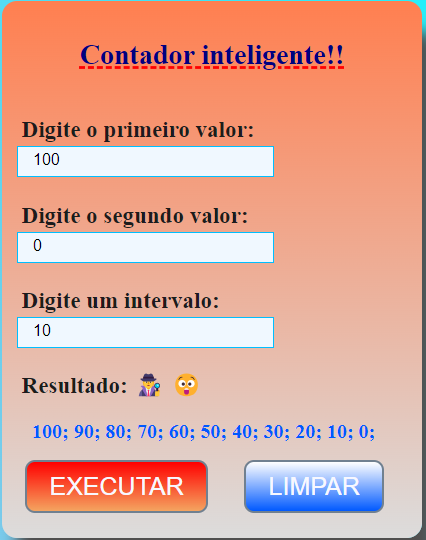 Contador inteligente!!
Digite o primeiro valor:
100
Digite o segundo valor:
0
Digite um intervalo:
10
Resultado: 🕵️‍♀️ 😲
100; 90; 80; 70; 60; 50; 40; 30; 20; 10; 0;
EXECUTAR LIMPAR